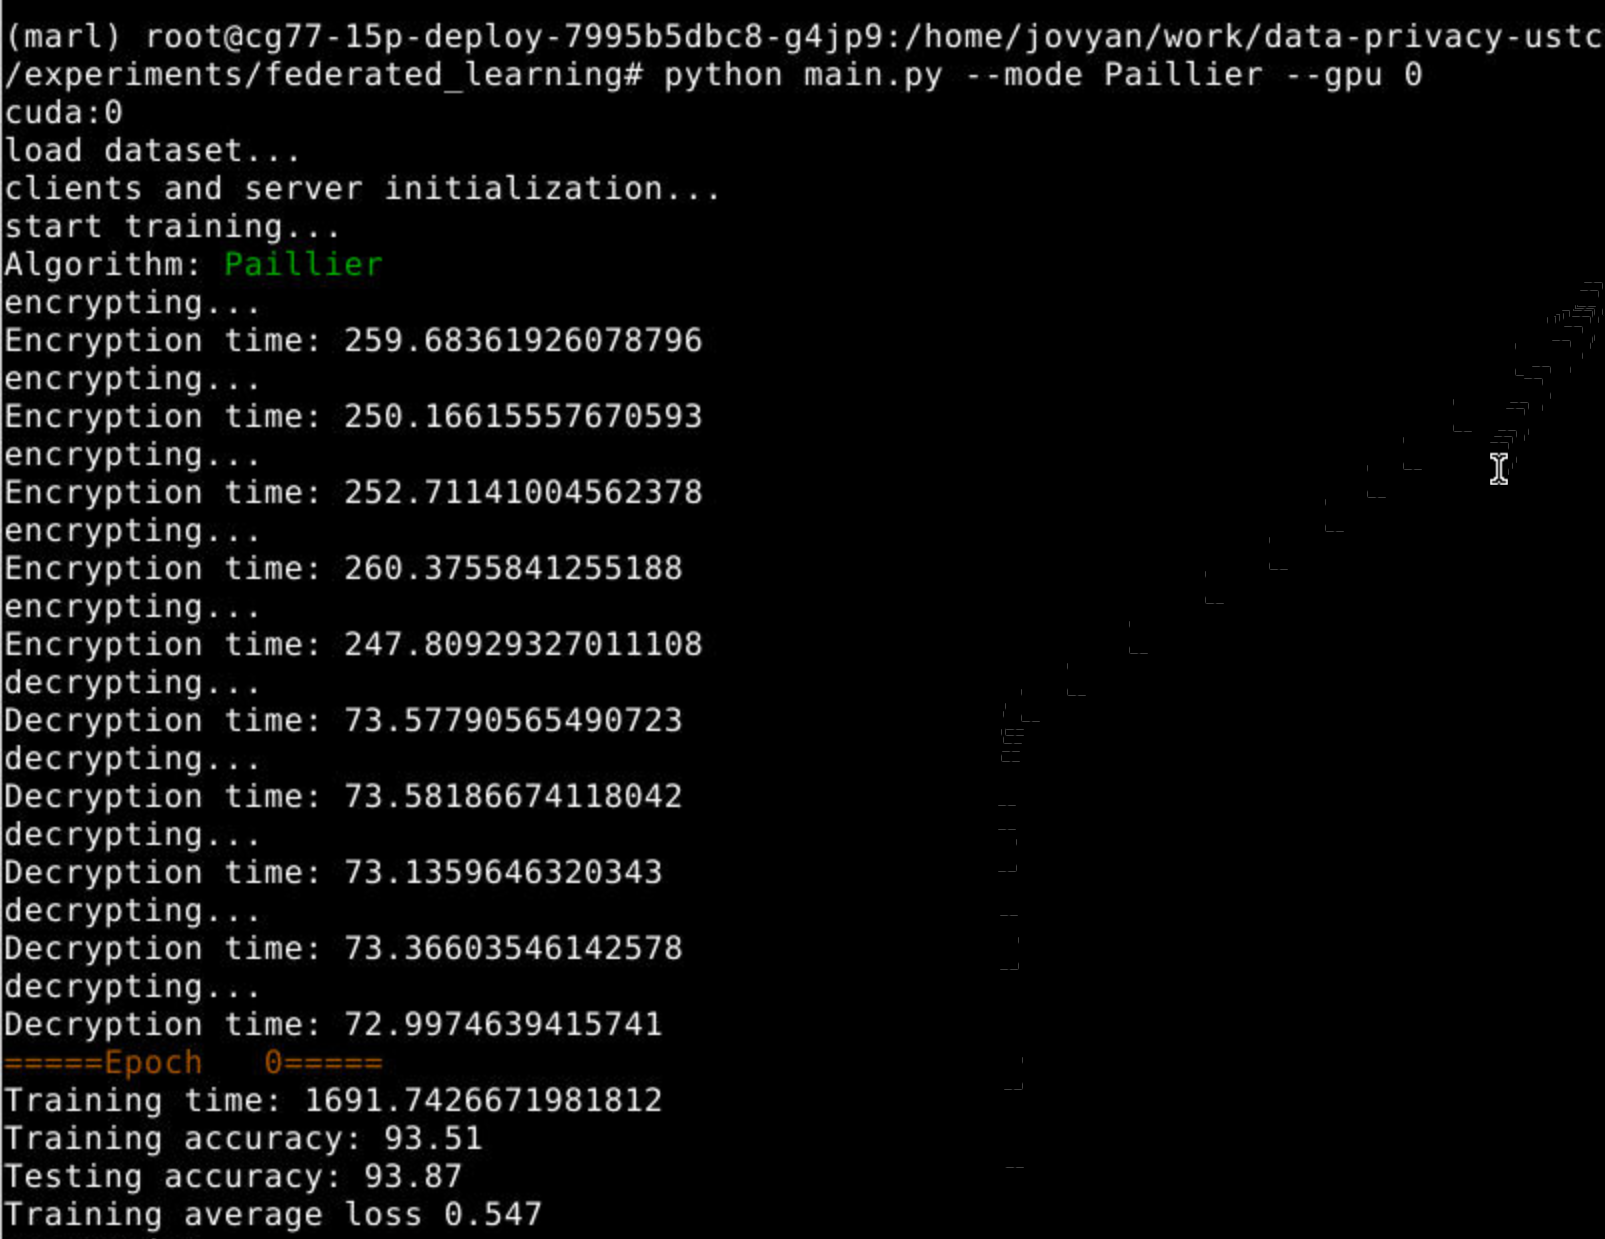 (marl) root@cg77-15p-deploy-7995b5dbc8-g4jp9:/home/jovyan/work/data-privacy-ustc
/experiments/federated_learning# python main.py --mode Paillier --gpu 0
cuda:0
load dataset...
clients and server initialization...
start training...
Algorithm: Paillier
encrypting...
Encryption time: 259.68361926078796
encrypting...
Encryption time: 250.16615557670593
encrypting...
Encryption time: 252.71141004562378
encrypting...
Encryption time: 260.3755841255188
encrypting...
Encryption time: 247.80929327011108
decrypting...
Decryption time: 73.57790565490723
decrypting...
Decryption time: 73.58186674118042
decrypting...
Decryption time: 73.1359646320343
decrypting...
Decryption time: 73.36603546142578
decrypting...
Decryption time: 72.9974639415741
=====Epoch   0=====
Training time: 1691.7426671981812
Training accuracy: 93.51
Testing accuracy: 93.87
Training average loss 0.547